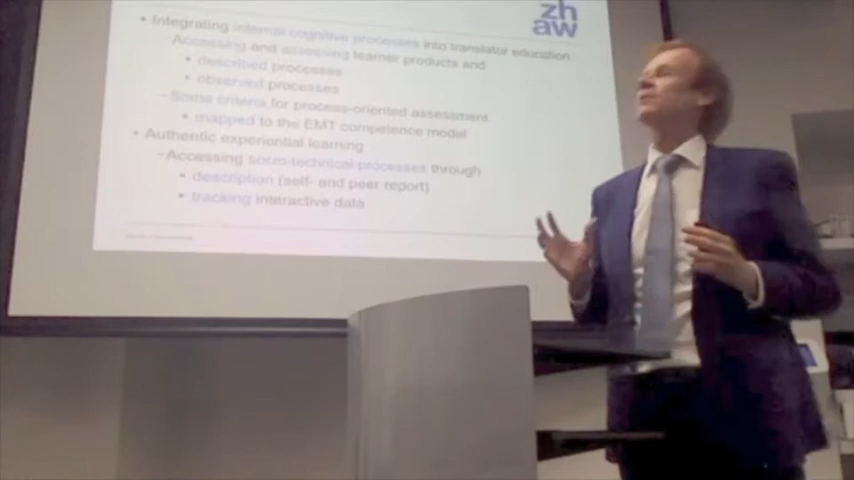 zh
aw
• Integrating internal cognitive processes into translator education
–Accessing and assessing learner products and
• described processes
• observed processes
–Some criteria for process-oriented assessment
• mapped to the EMT competence model
• Authentic experiential learning
–Accessing socio-technical processes through
• description (self- and peer report)
• tracking interactive data